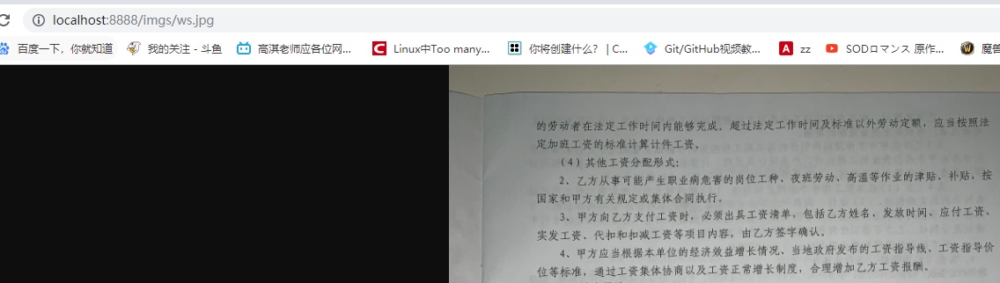 localhost:8888/imgs/ws.jpg
百度一下，你就知道 我的关注 - 斗鱼 高淇老师应各位网... Linux中Too many... 你将创建什么？ | C... Git/GitHub视频教... zz SODロマンス 原作... 魔兽
的劳动者在法定工作时间内能够完成。超过法定工作时间及标准以外劳动定额，应当按照法
定加班工资的标准计算计件工资。
（4）其他工资分配形式：
2、乙方从事可能产生职业病危害的岗位工种、夜班劳动、高温等作业的津贴、补贴，按
国家和甲方有关规定或集体合同执行。
3、甲方向乙方支付工资时，必须出具工资清单，包括乙方姓名、发放时间、应付工资、
实发工资、代扣和扣减工资等项目内容，由乙方签字确认。
4、甲方应当根据本单位的经济效益增长情况、当地政府发布的工资指导线、工资指导价
位等标准，通过工资集体协商以及工资正常增长制度，合理增加乙方工资报酬。